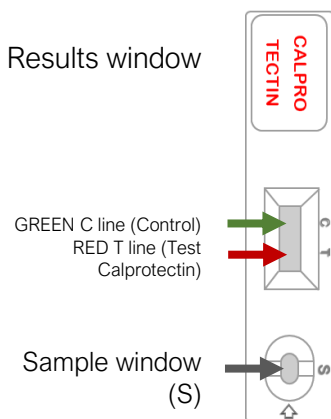 CALPRO
TECTIN
Results window
GREEN C line (Control)
C
RED T line (Test
Calprotectin)
T
Sample window
(S)
S